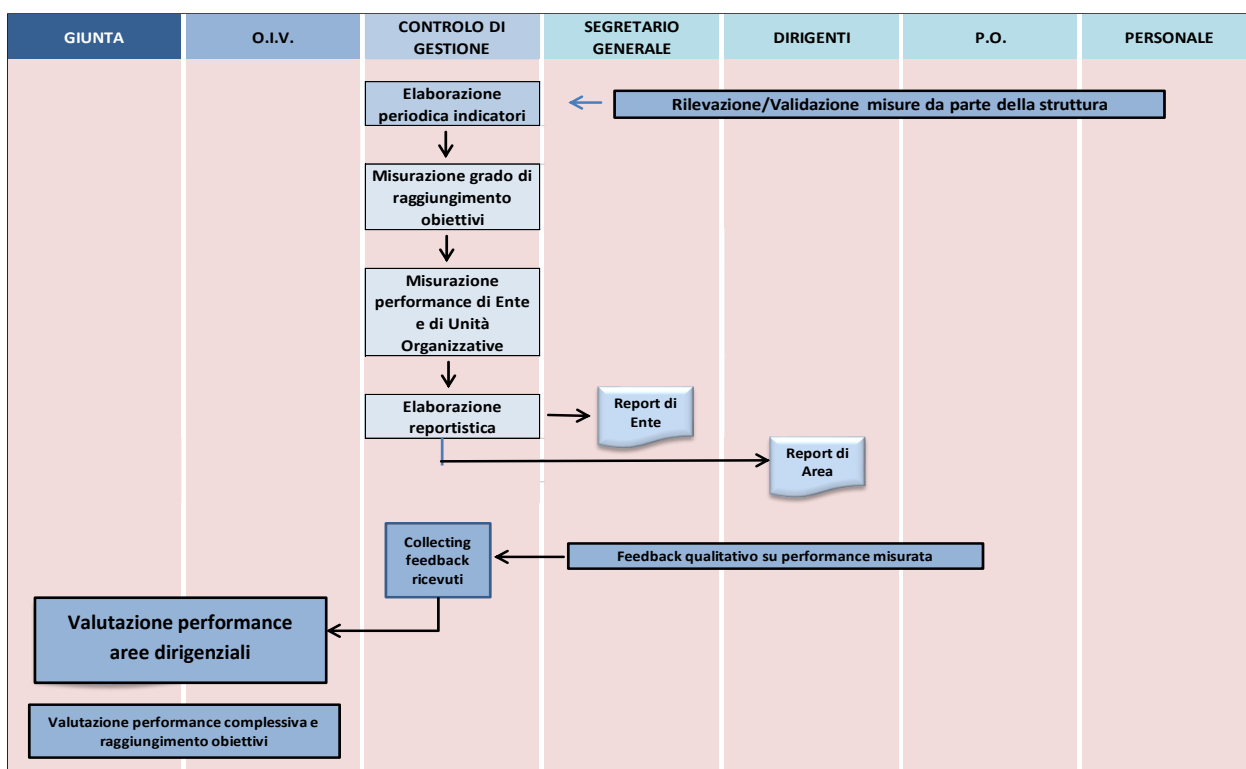 GIUNTA
O.I.V.
CONTROLO DI
GESTIONE
SEGRETARIO
GENERALE
DIRIGENTI
P.O.
PERSONALE
Elaborazione
periodica indicatori
Rilevazione/Validazione misure da parte della struttura
Misurazione grado di
raggiungimento
obiettivi
Misurazione
performance di Ente
e di Unità
Organizzative
Elaborazione
reportistica
Report di
Ente
Report di
Area
Collecting
feedback
ricevuti
Feedback qualitativo su performance misurata
Valutazione performance
aree dirigenziali
Valutazione performance complessiva e
raggiungimento obiettivi